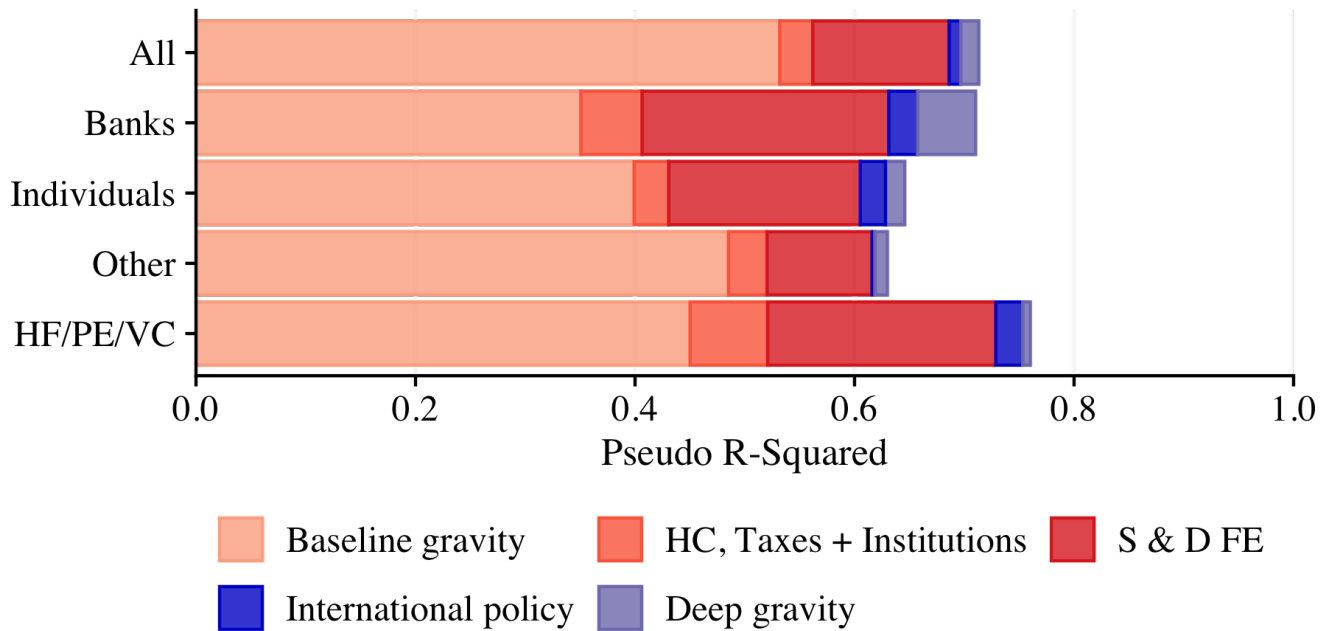 All
Banks
Individuals
Other
HF/PE/VC
0.0 0.2 0.4 0.6 0.8 1.0
Pseudo R-Squared
Baseline gravity HC, Taxes + Institutions S & D FE
International policy Deep gravity